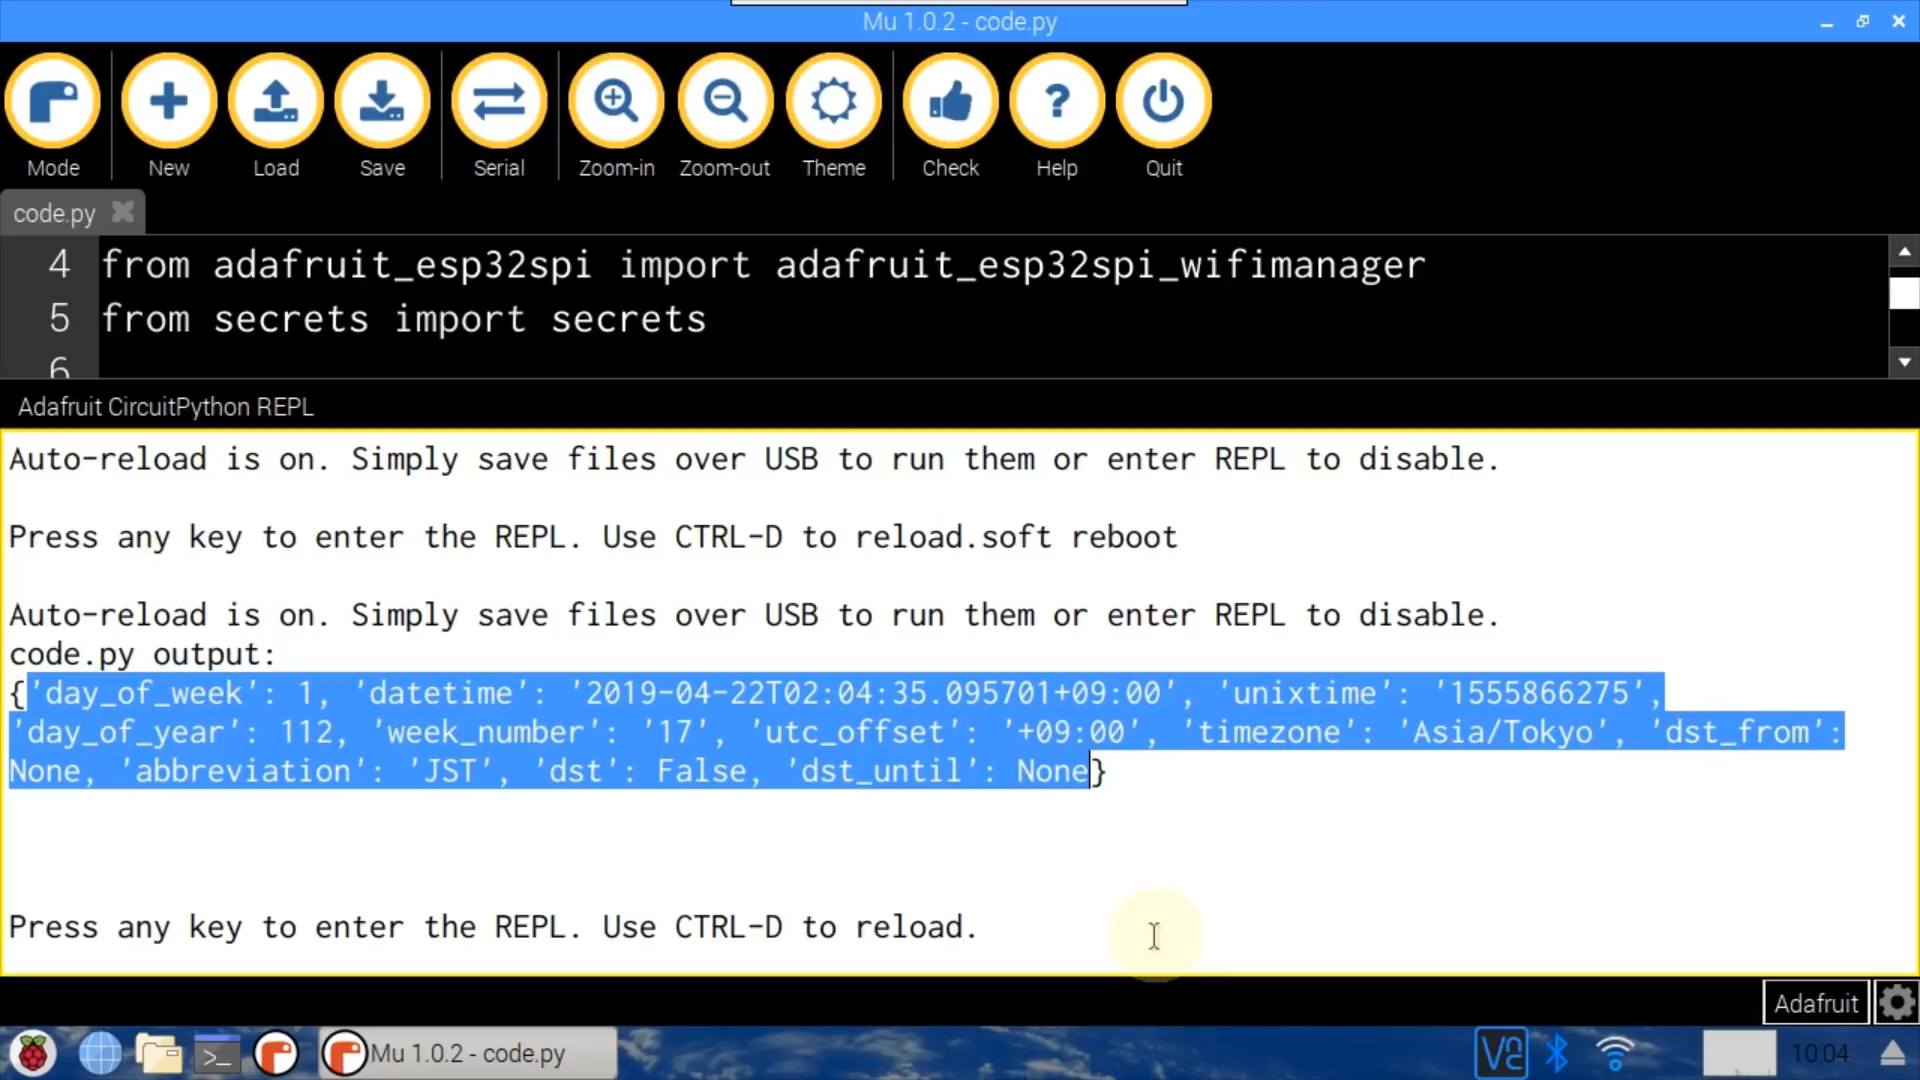 Mu 1.0.2 - code.py
Mode New Load Save Serial Zoom-in Zoom-out Theme Check Help Quit
code.py
4 from adafruit_esp32spi import adafruit_esp32spi_wifimanager
5 from secrets import secrets
6
Adafruit CircuitPython REPL
Auto-reload is on. Simply save files over USB to run them or enter REPL to disable.
Press any key to enter the REPL. Use CTRL-D to reload.soft reboot
Auto-reload is on. Simply save files over USB to run them or enter REPL to disable.
code.py output:
{'day_of_week': 1, 'datetime': '2019-04-22T02:04:35.095701+09:00', 'unixtime': '1555866275',
'day_of_year': 112, 'week_number': '17', 'utc_offset': '+09:00', 'timezone': 'Asia/Tokyo', 'dst_from':
None, 'abbreviation': 'JST', 'dst': False, 'dst_until': None}
Press any key to enter the REPL. Use CTRL-D to reload.
Adafruit
Mu 1.0.2 - code.py
10:04